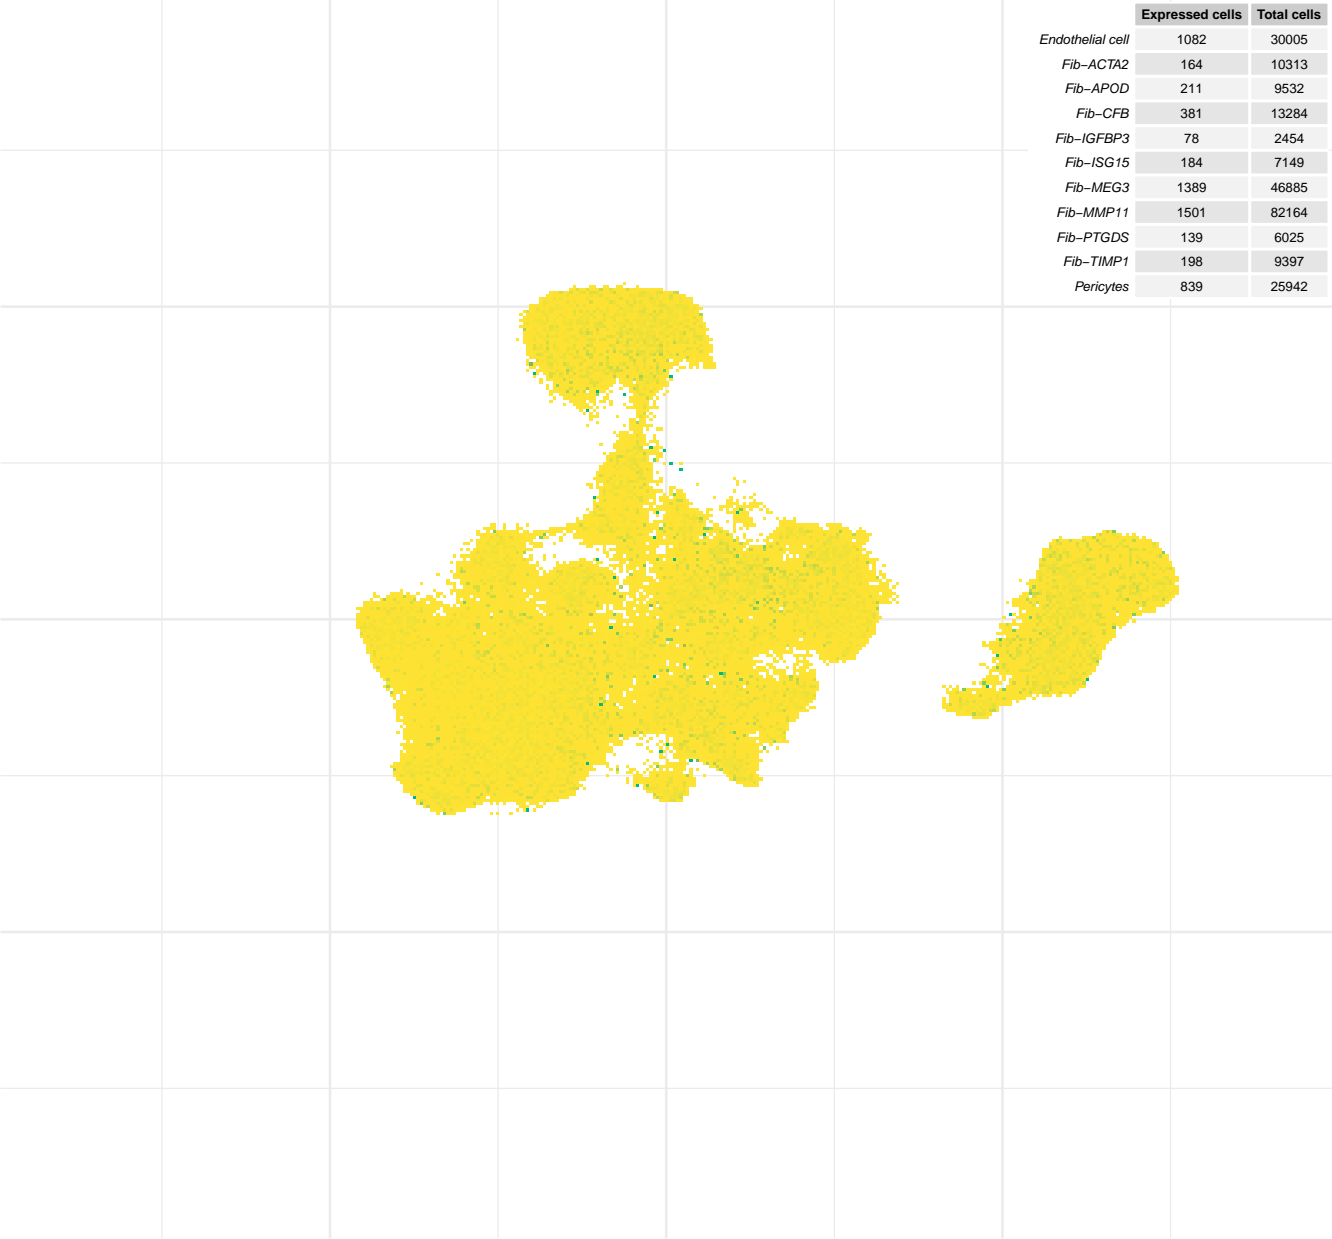 Expressed cells Total cells
Endothelial cell 1082 30005
Fib−ACTA2 164 10313
Fib−APOD 211 9532
Fib−CFB 381 13284
Fib−IGFBP3 78 2454
Fib−ISG15 184 7149
Fib−MEG3 1389 46885
Fib−MMP11 1501 82164
Fib−PTGDS 139 6025
Fib−TIMP1 198 9397
Pericytes 839 25942